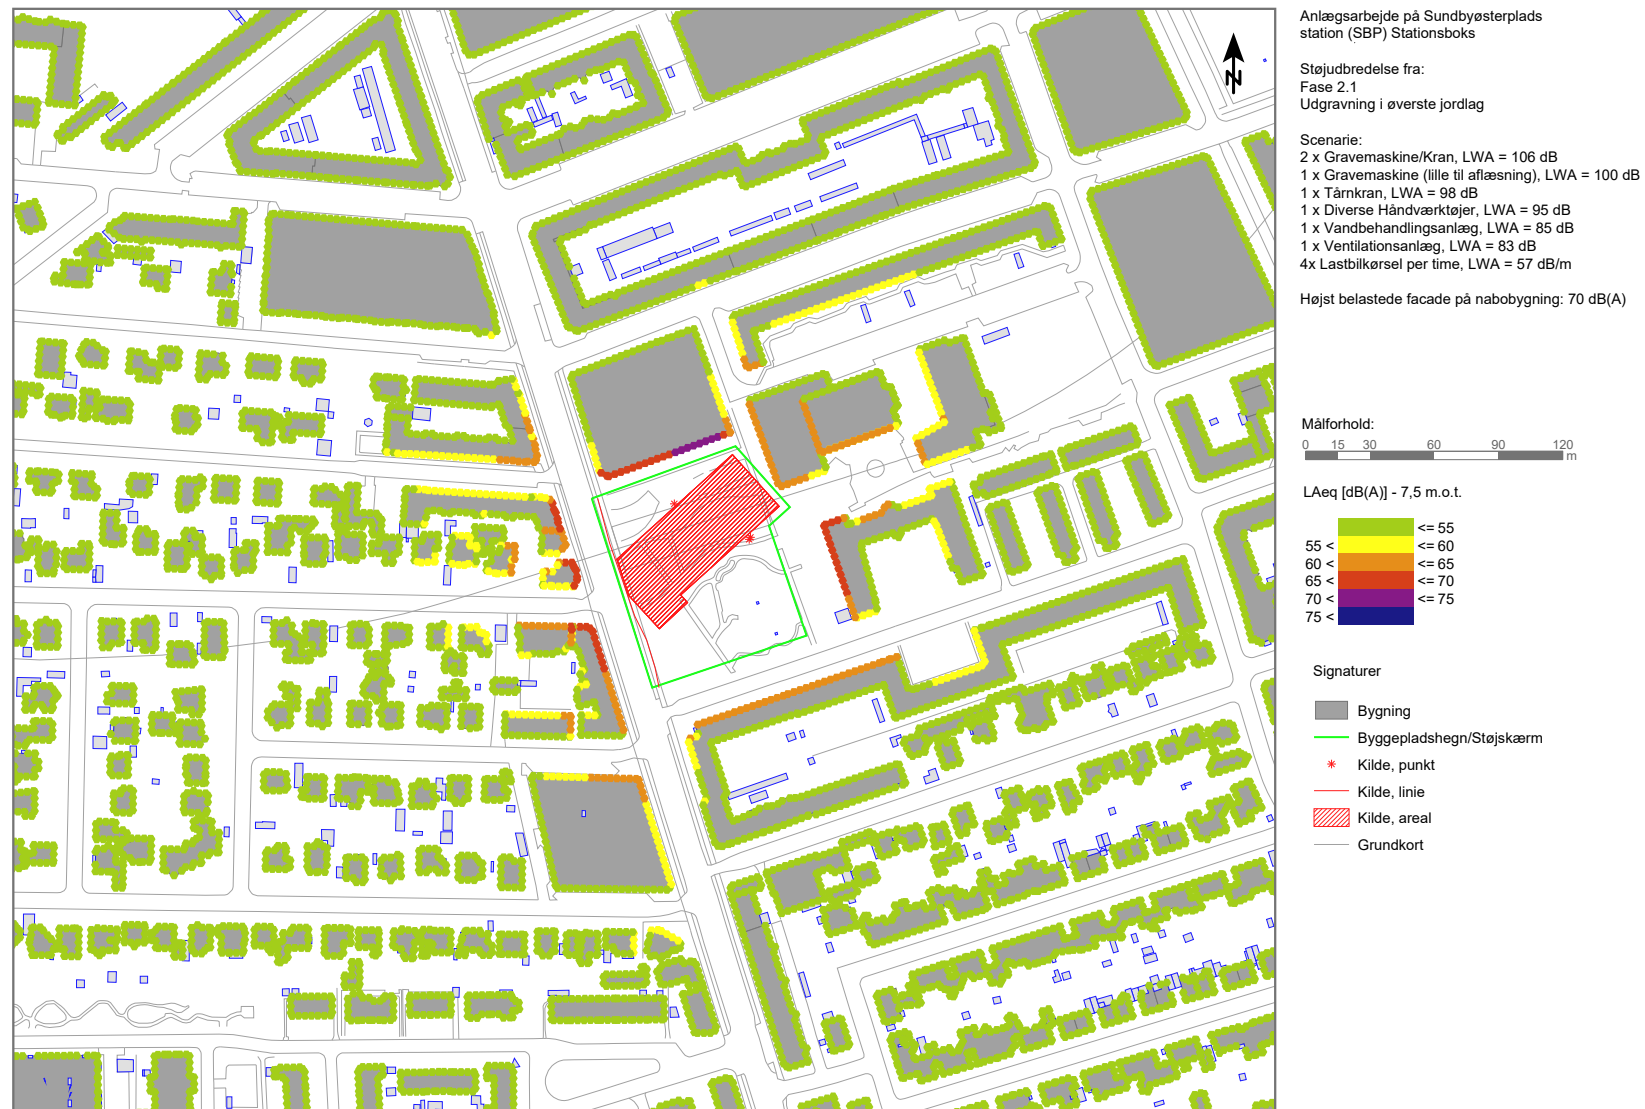 Anlægsarbejde på Sundbyøsterplads
station (SBP) Stationsboks
Støjudbredelse fra:
Fase 2.1
Udgravning i øverste jordlag
Scenarie:
2 x Gravemaskine/Kran, LWA = 106 dB
1 x Gravemaskine (lille til aflæsning), LWA = 100 dB
1 x Tårnkran, LWA = 98 dB
1 x Diverse Håndværktøjer, LWA = 95 dB
1 x Vandbehandlingsanlæg, LWA = 85 dB
1 x Ventilationsanlæg, LWA = 83 dB
4x Lastbilkørsel per time, LWA = 57 dB/m
Højst belastede facade på nabobygning: 70 dB(A)
N
Målforhold:
0 15 30 60 90 120
m
LAeq [dB(A)] - 7,5 m.o.t.
<= 55
55 < <= 60
60 < <= 65
65 < <= 70
70 < <= 75
75 <
Signaturer
Bygning
Byggepladshegn/Støjskærm
Kilde, punkt
Kilde, linie
Kilde, areal
Grundkort